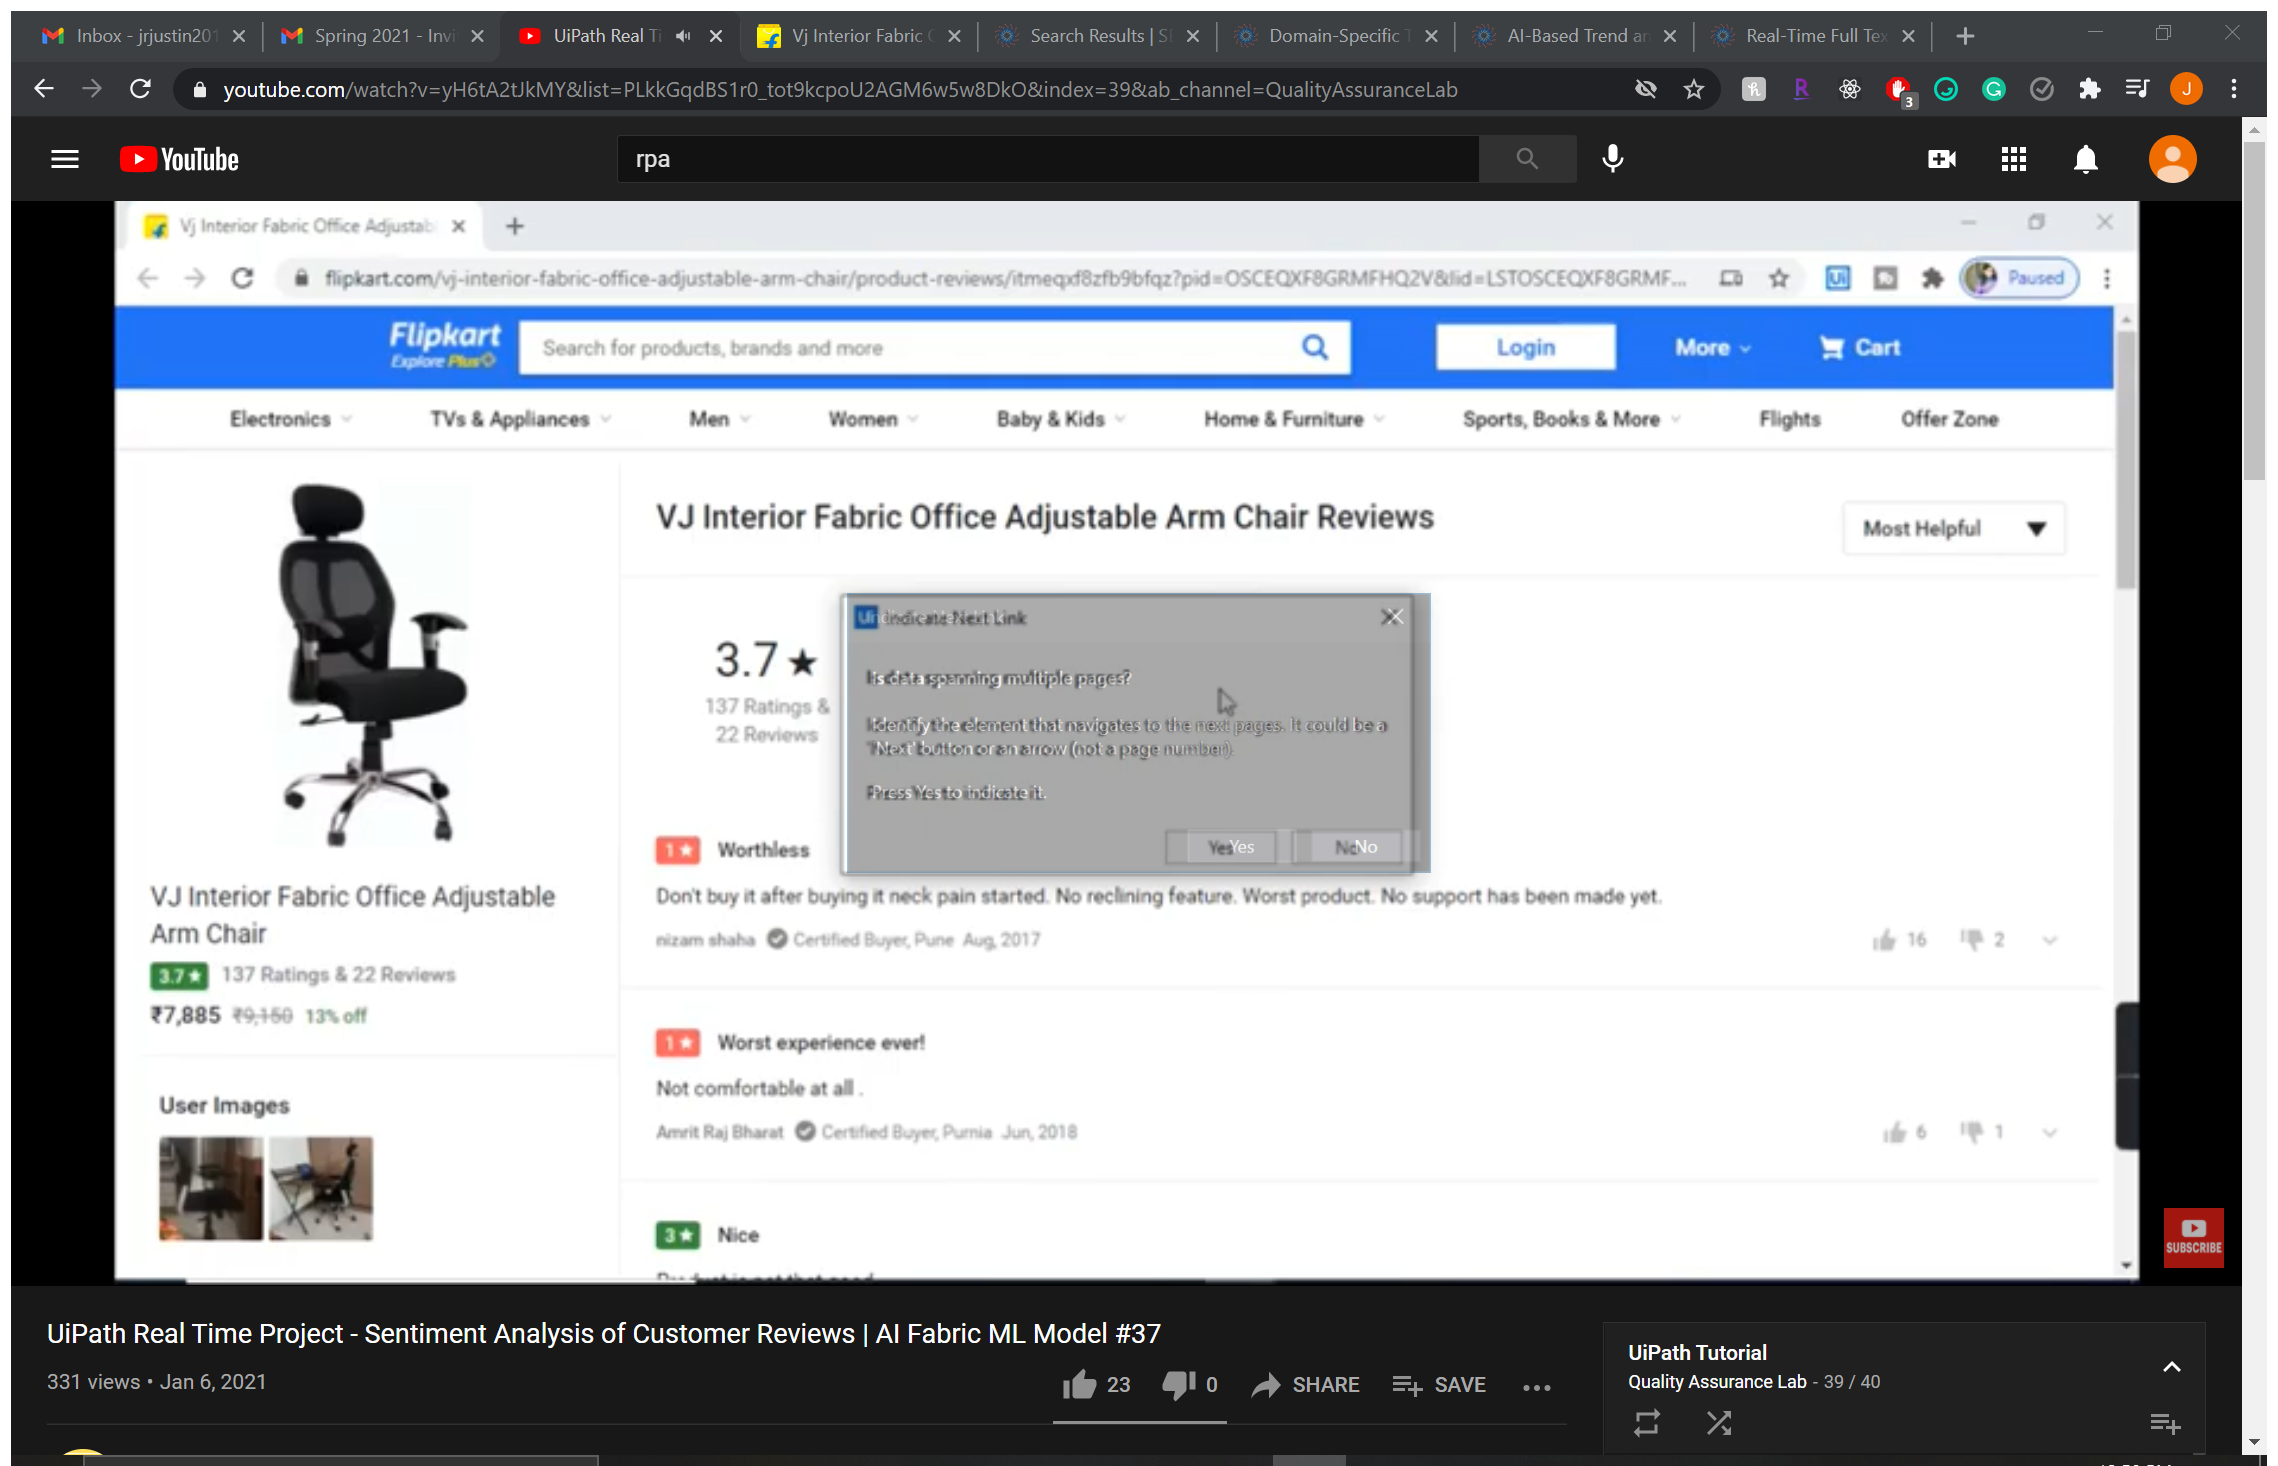 Inbox - jrjustin201
Spring 2021 - Invi
UiPath Real Ti
Vj Interior Fabric O
Search Results | S
Domain-Specific T
AI-Based Trend an
Real-Time Full Tex
youtube.com/watch?v=yH6tA2tJkMY&list=PLkkGqdBS1r0_tot9kcpoU2AGM6w5w8DkO&index=39&ab_channel=QualityAssuranceLab
3
J
YouTube
rpa
Vj Interior Fabric Office Adjustab
flipkart.com/vj-interior-fabric-office-adjustable-arm-chair/product-reviews/itmeqxf8zfb9bfqz?pid=OSCEQXF8GRMFHQ2V&lid=LSTOSCEQXF8GRMF...
Ui
Paused
Flipkart
Explore Plus
Search for products, brands and more
Login
More
Cart
Electronics
TVs & Appliances
Men
Women
Baby & Kids
Home & Furniture
Sports, Books & More
Flights
Offer Zone
VJ Interior Fabric Office Adjustable Arm Chair Reviews
Most Helpful
3.7★
137 Ratings &
22 Reviews
Ui Indicate Next Link
Is data spanning multiple pages?
Identify the element that navigates to the next pages. It could be a
'Next' button or an arrow (not a page number).
Press Yes to indicate it.
Yes
No
1★ Worthless
Don't buy it after buying it neck pain started. No reclining feature. Worst product. No support has been made yet.
nizam shaha Certified Buyer, Pune Aug, 2017
16
2
VJ Interior Fabric Office Adjustable
Arm Chair
3.7★ 137 Ratings & 22 Reviews
₹7,885 ₹9,150 13% off
1★ Worst experience ever!
Not comfortable at all .
Amrit Raj Bharat Certified Buyer, Purnia Jun, 2018
6
1
User Images
3★ Nice
SUBSCRIBE
UiPath Real Time Project - Sentiment Analysis of Customer Reviews | AI Fabric ML Model #37
331 views • Jan 6, 2021
23
0
SHARE
SAVE
UiPath Tutorial
Quality Assurance Lab - 39 / 40